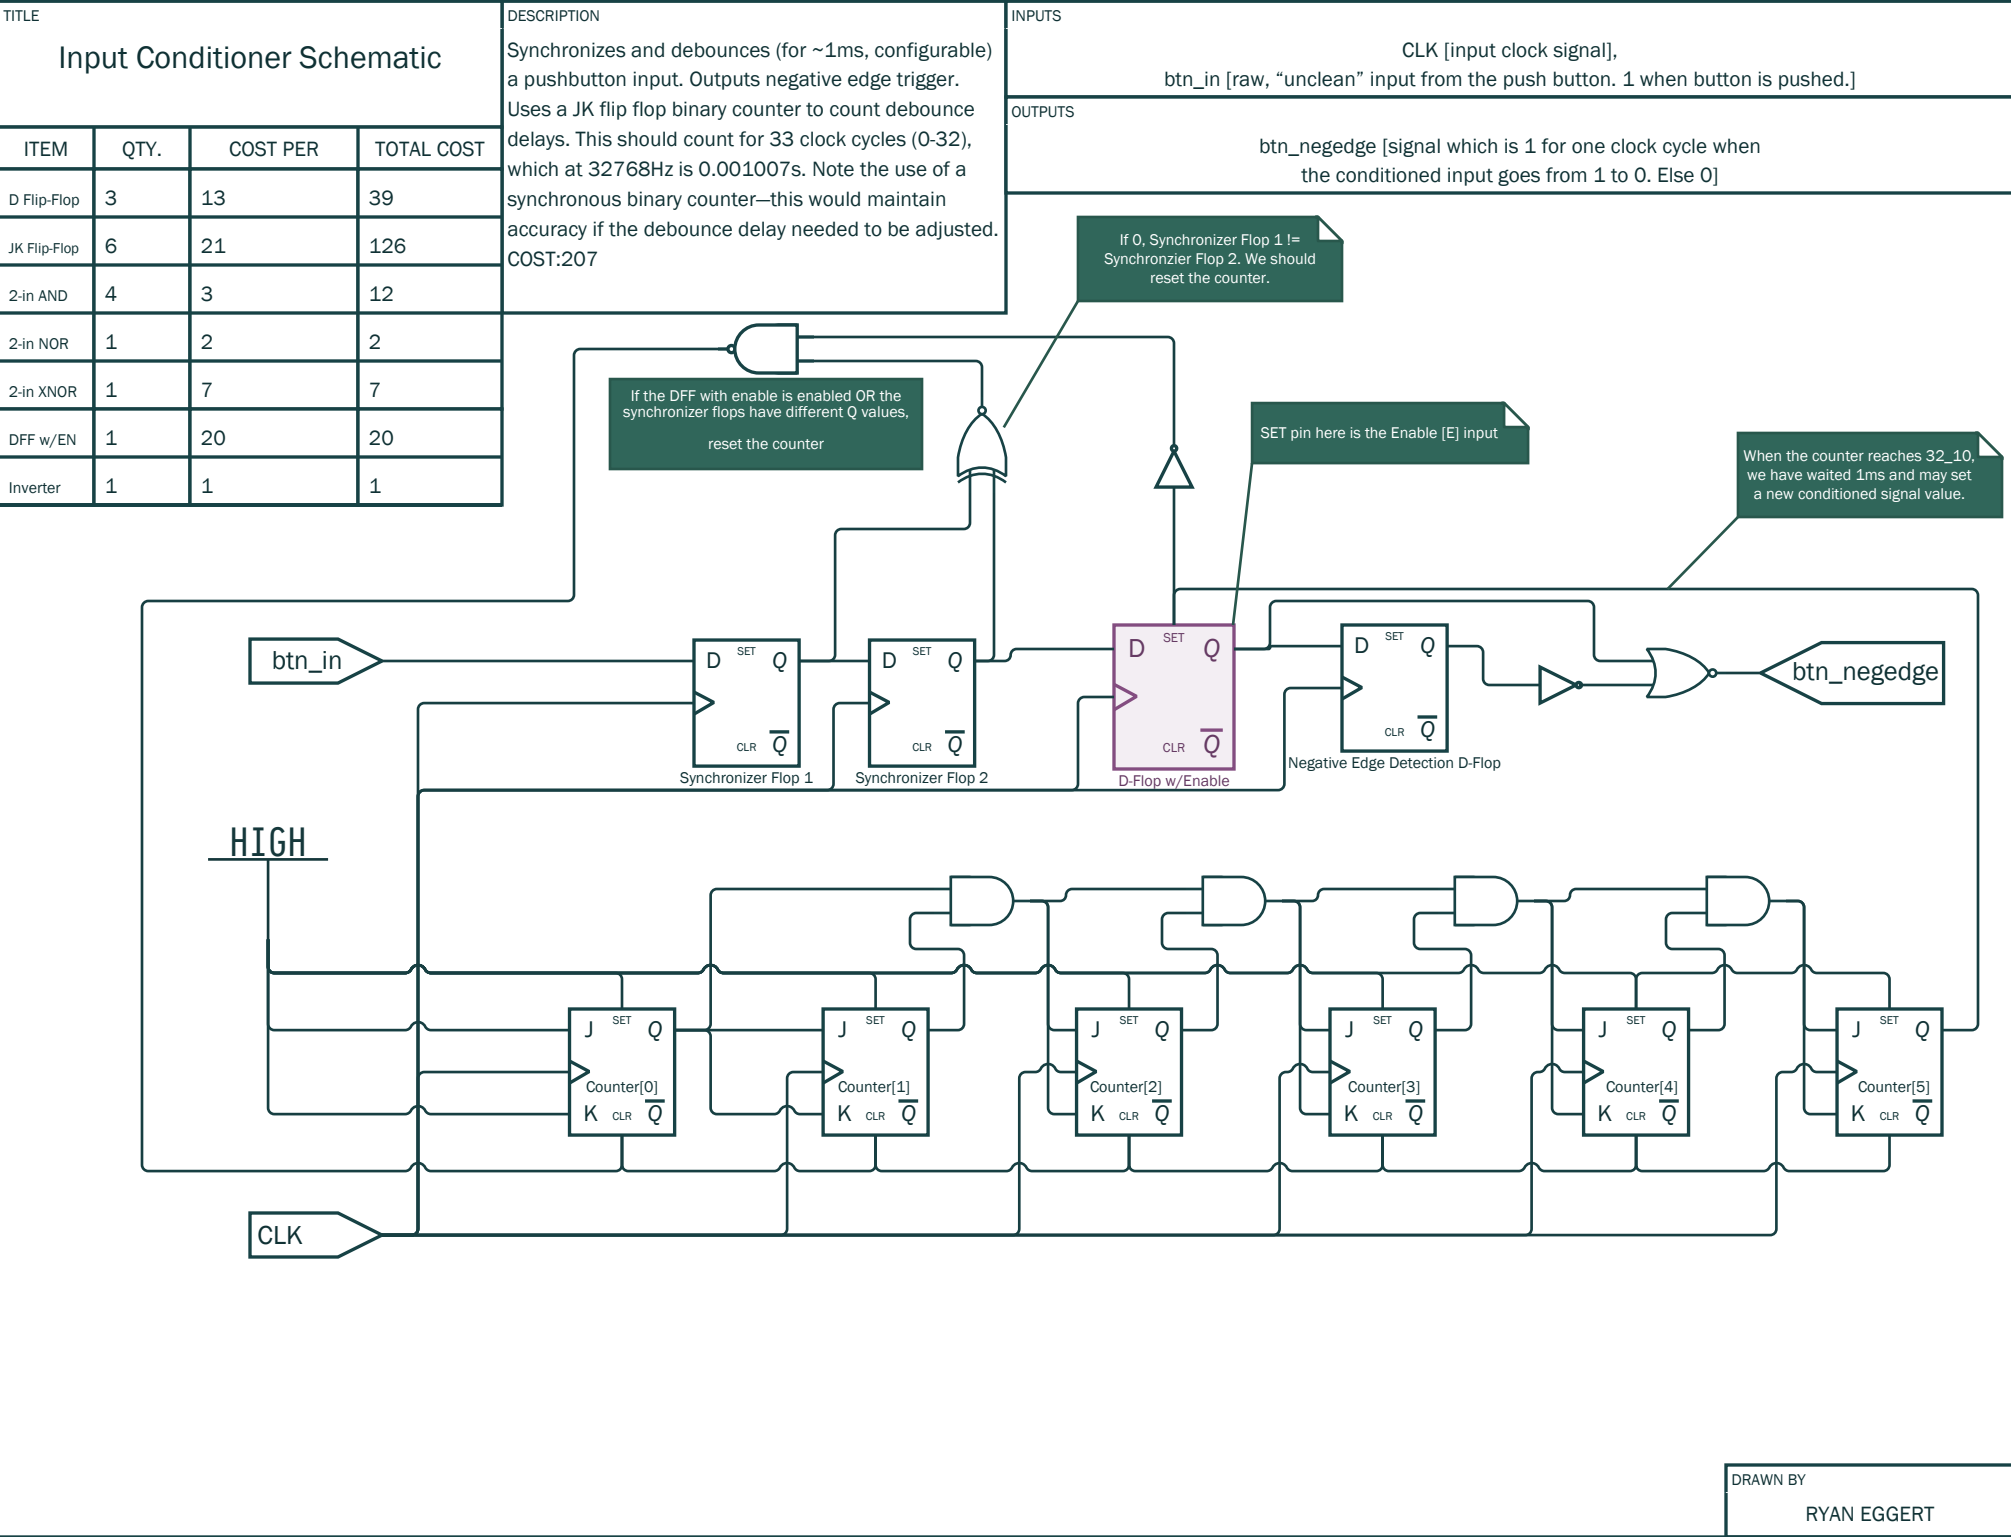 TITLE
Input Conditioner Schematic
DESCRIPTION
Synchronizes and debounces (for ~1ms, configurable)
a pushbutton input. Outputs negative edge trigger.
Uses a JK flip flop binary counter to count debounce
delays. This should count for 33 clock cycles (0-32),
which at 32768Hz is 0.001007s. Note the use of a
synchronous binary counter—this would maintain
accuracy if the debounce delay needed to be adjusted.
COST:207
INPUTS
CLK [input clock signal],
btn_in [raw, “unclean” input from the push button. 1 when button is pushed.]
OUTPUTS
btn_negedge [signal which is 1 for one clock cycle when
the conditioned input goes from 1 to 0. Else 0]
ITEM QTY. COST PER TOTAL COST
D Flip-Flop 3 13 39
JK Flip-Flop 6 21 126
2-in AND 4 3 12
2-in NOR 1 2 2
2-in XNOR 1 7 7
DFF w/EN 1 20 20
Inverter 1 1 1
If 0, Synchronizer Flop 1 !=
Synchronzier Flop 2. We should
reset the counter.
If the DFF with enable is enabled OR the
synchronizer flops have different Q values,
reset the counter
SET pin here is the Enable [E] input
When the counter reaches 32_10,
we have waited 1ms and may set
a new conditioned signal value.
btn_in
D SET Q
CLR Q
Synchronizer Flop 1
D SET Q
CLR Q
Synchronizer Flop 2
D SET Q
CLR Q
D-Flop w/Enable
D SET Q
CLR Q
Negative Edge Detection D-Flop
btn_negedge
HIGH
J SET Q
Counter[0]
K CLR Q
J SET Q
Counter[1]
K CLR Q
J SET Q
Counter[2]
K CLR Q
J SET Q
Counter[3]
K CLR Q
J SET Q
Counter[4]
K CLR Q
J SET Q
Counter[5]
K CLR Q
CLK
DRAWN BY
RYAN EGGERT